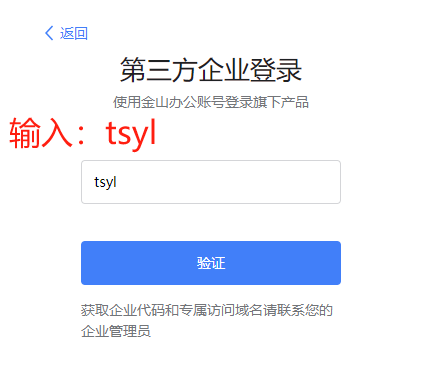 返回
第三方企业登录
使用金山办公账号登录旗下产品
输入：tsyl
tsyl
验证
获取企业代码和专属访问域名请联系您的
企业管理员